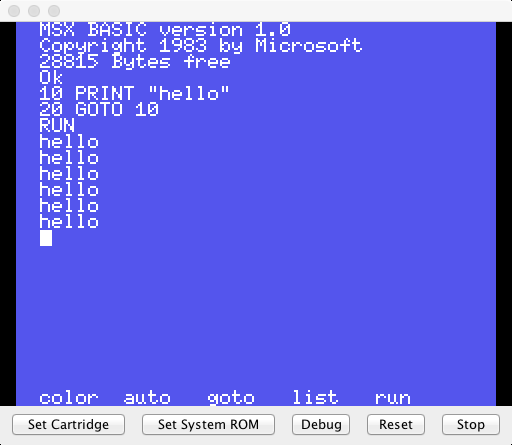 MSX BASIC version 1.0
Copyright 1983 by Microsoft
28815 Bytes free
Ok
10 PRINT "hello"
20 GOTO 10
RUN
hello
hello
hello
hello
hello
hello
color auto goto list run
Set Cartridge Set System ROM Debug Reset Stop